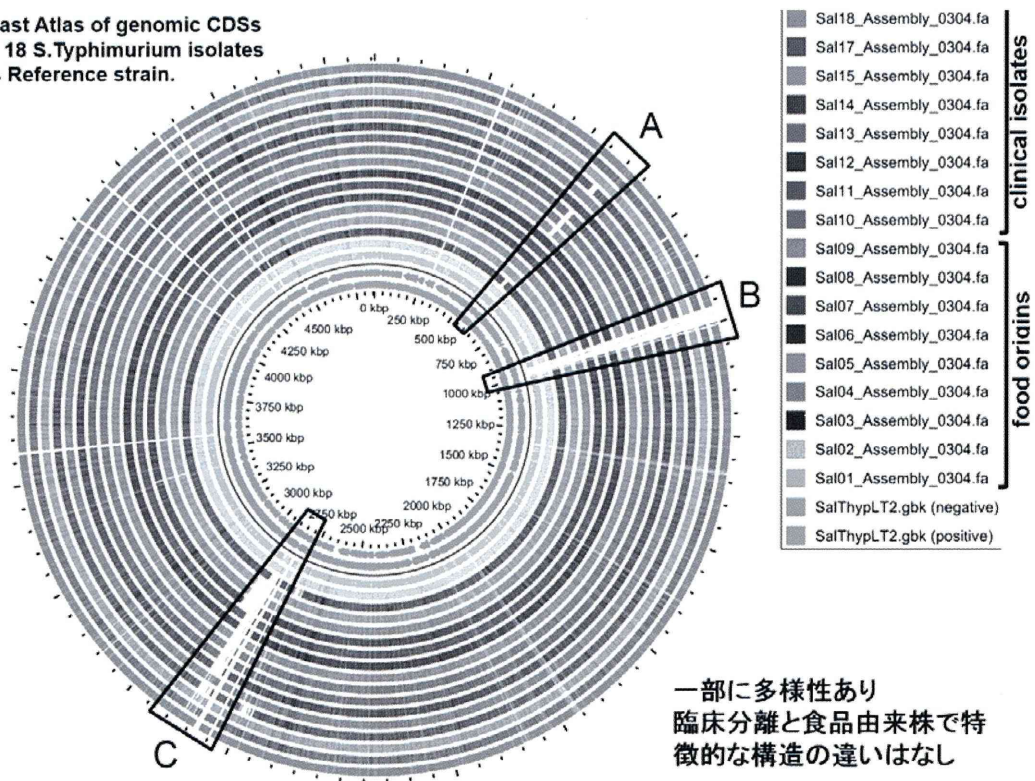 ast Atlas of genomic CDSs
18 S.Typhimurium isolates
Reference strain.
A
B
C
0 kbp
250 kbp
500 kbp
750 kbp
1000 kbp
1250 kbp
1500 kbp
1750 kbp
2000 kbp
2250 kbp
2500 kbp
2750 kbp
3000 kbp
3250 kbp
3500 kbp
3750 kbp
4000 kbp
4250 kbp
4500 kbp
Sal18_Assembly_0304.fa
Sal17_Assembly_0304.fa
Sal15_Assembly_0304.fa
Sal14_Assembly_0304.fa
Sal13_Assembly_0304.fa
Sal12_Assembly_0304.fa
Sal11_Assembly_0304.fa
Sal10_Assembly_0304.fa
Sal09_Assembly_0304.fa
Sal08_Assembly_0304.fa
Sal07_Assembly_0304.fa
Sal06_Assembly_0304.fa
Sal05_Assembly_0304.fa
Sal04_Assembly_0304.fa
Sal03_Assembly_0304.fa
Sal02_Assembly_0304.fa
Sal01_Assembly_0304.fa
SalThypLT2.gbk (negative)
SalThypLT2.gbk (positive)
clinical isolates
food origins
一部に多様性あり
臨床分離と食品由来株で特
徴的な構造の違いはなし